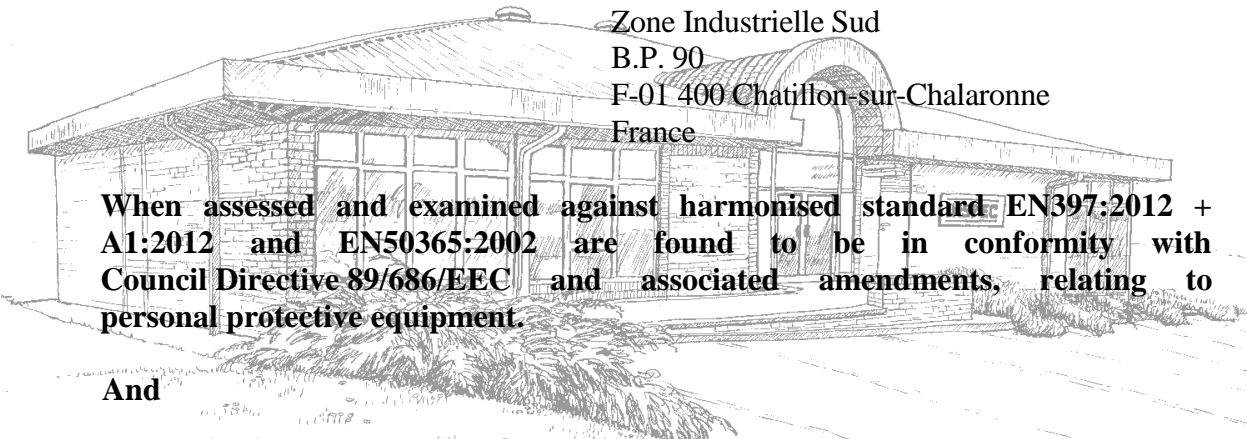 Zone Industrielle Sud
B.P. 90
F-01 400 Chatillon-sur-Chalaronne
France
When assessed and examined against harmonised standard EN397:2012 +
A1:2012 and EN50365:2002 are found to be in conformity with
Council Directive 89/686/EEC and associated amendments, relating to
personal protective equipment.
And